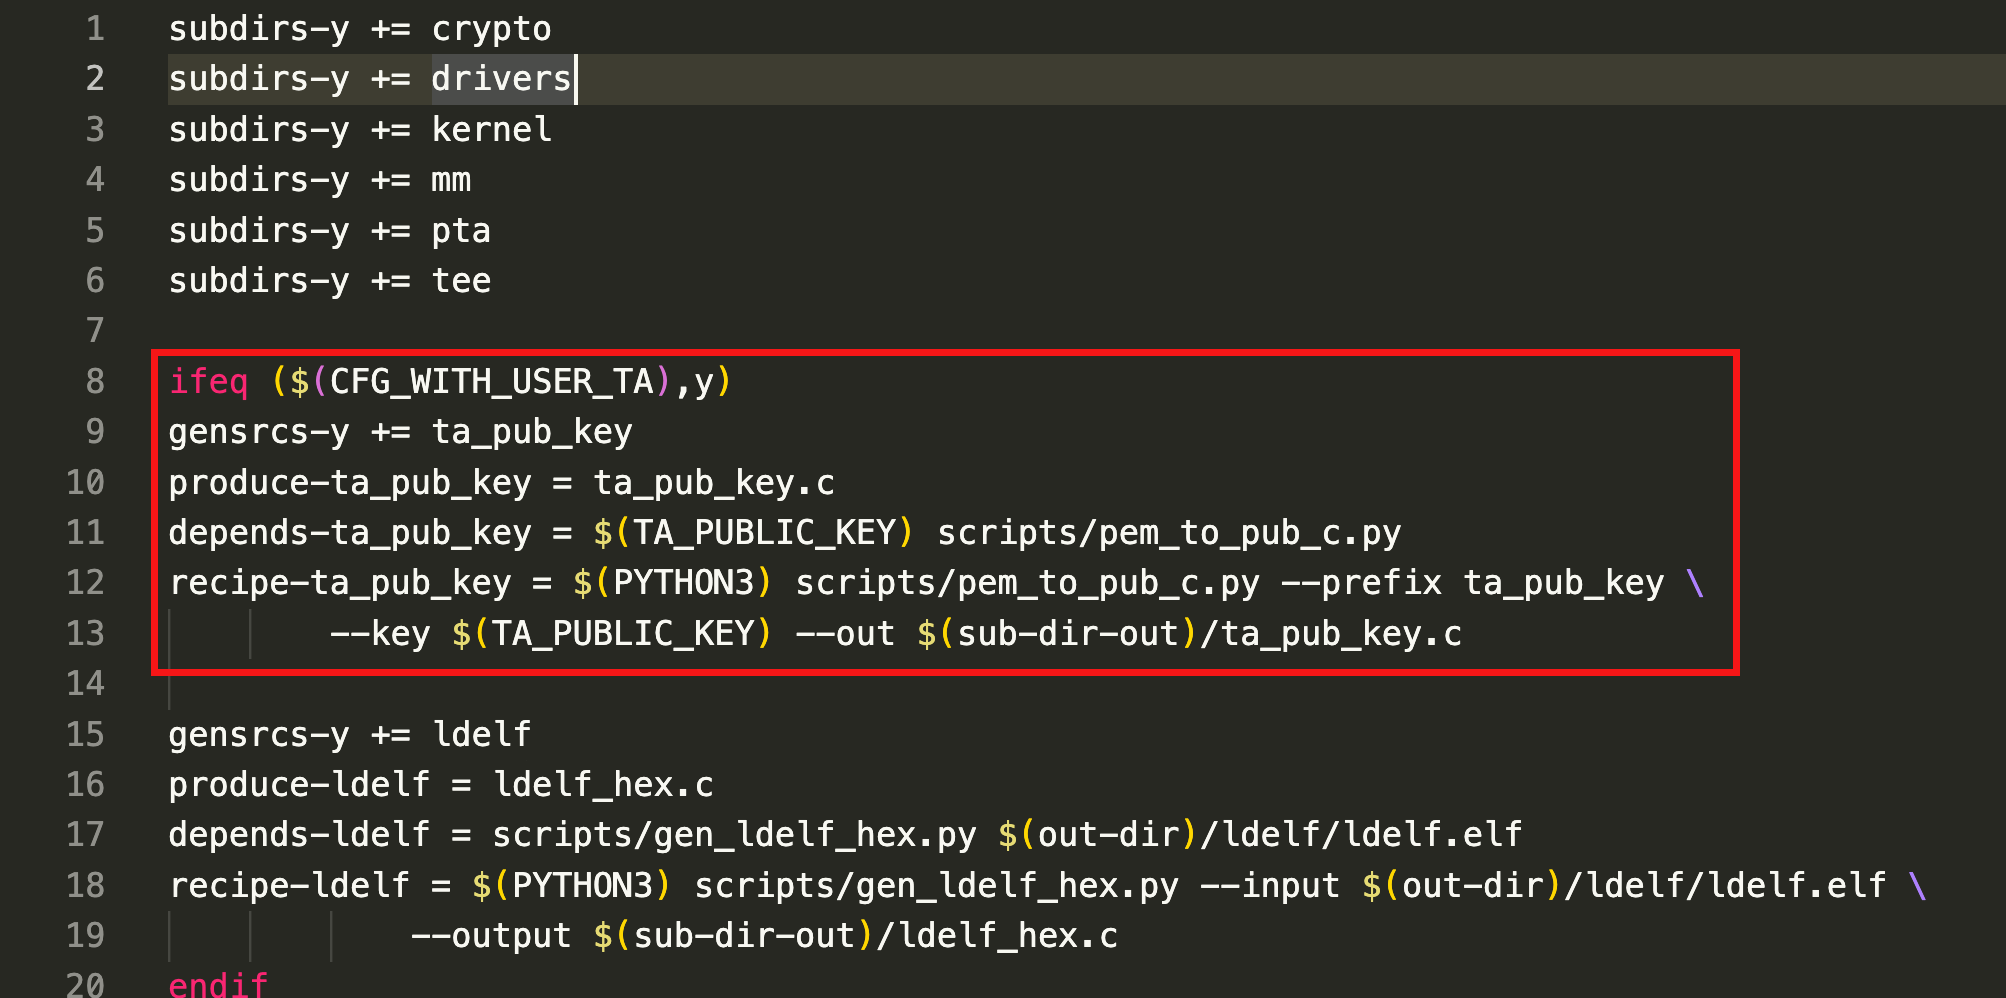 1 subdirs-y += crypto
2 subdirs-y += drivers
3 subdirs-y += kernel
4 subdirs-y += mm
5 subdirs-y += pta
6 subdirs-y += tee
7
8 ifeq ($(CFG_WITH_USER_TA),y)
9 gensrcs-y += ta_pub_key
10 produce-ta_pub_key = ta_pub_key.c
11 depends-ta_pub_key = $(TA_PUBLIC_KEY) scripts/pem_to_pub_c.py
12 recipe-ta_pub_key = $(PYTHON3) scripts/pem_to_pub_c.py --prefix ta_pub_key \
13 --key $(TA_PUBLIC_KEY) --out $(sub-dir-out)/ta_pub_key.c
14
15 gensrcs-y += ldelf
16 produce-ldelf = ldelf_hex.c
17 depends-ldelf = scripts/gen_ldelf_hex.py $(out-dir)/ldelf/ldelf.elf
18 recipe-ldelf = $(PYTHON3) scripts/gen_ldelf_hex.py --input $(out-dir)/ldelf/ldelf.elf \
19 --output $(sub-dir-out)/ldelf_hex.c
20 endif